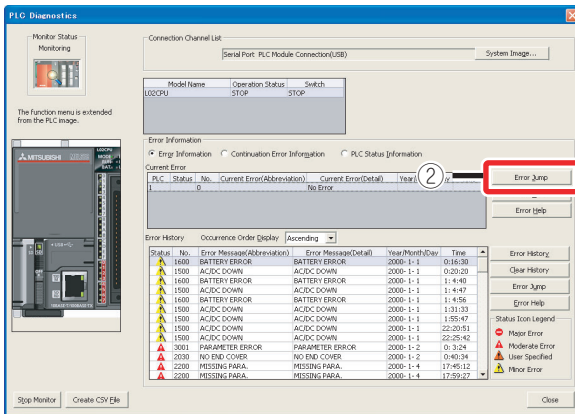 PLC Diagnostics
Monitor Status
Monitoring
The function menu is extended
from the PLC image.
MITSUBISHI
L02CPU
Connection Channel List
Serial Port PLC Module Connection(USB)
System Image...
Model Name Operation Status Switch
L02CPU STOP STOP
Error Information
Error Information Continuation Error Information PLC Status Information
Current Error
PLC Status No. Current Error(Abbreviation) Current Error(Detail) Year/
1 0 No Error
②
Error Jump
Error Help
Error History Occurrence Order Display Ascending
Status No. Error Message(Abbreviation) Error Message(Detail) Year/Month/Day Time
1600 BATTERY ERROR BATTERY ERROR 2000- 1- 1 0:16:30
1500 AC/DC DOWN AC/DC DOWN 2000- 1- 1 0:20:20
1600 BATTERY ERROR BATTERY ERROR 2000- 1- 1 1: 4:40
1500 AC/DC DOWN AC/DC DOWN 2000- 1- 1 1: 4:47
1600 BATTERY ERROR BATTERY ERROR 2000- 1- 1 1: 4:56
1500 AC/DC DOWN AC/DC DOWN 2000- 1- 1 1:31:33
1500 AC/DC DOWN AC/DC DOWN 2000- 1- 1 1:55:47
1500 AC/DC DOWN AC/DC DOWN 2000- 1- 1 22:20:51
1500 AC/DC DOWN AC/DC DOWN 2000- 1- 1 22:25:42
3001 PARAMETER ERROR PARAMETER ERROR 2000- 1- 2 0: 3:24
2030 NO END COVER NO END COVER 2000- 1- 2 0:40:34
2200 MISSING PARA. MISSING PARA. 2000- 1- 4 17:45:12
2200 MISSING PARA. MISSING PARA. 2000- 1- 4 17:59:27
Error History
Clear History
Error Jump
Error Help
Status Icon Legend
Major Error
Moderate Error
User Specified
Minor Error
Stop Monitor
Create CSV File
Close